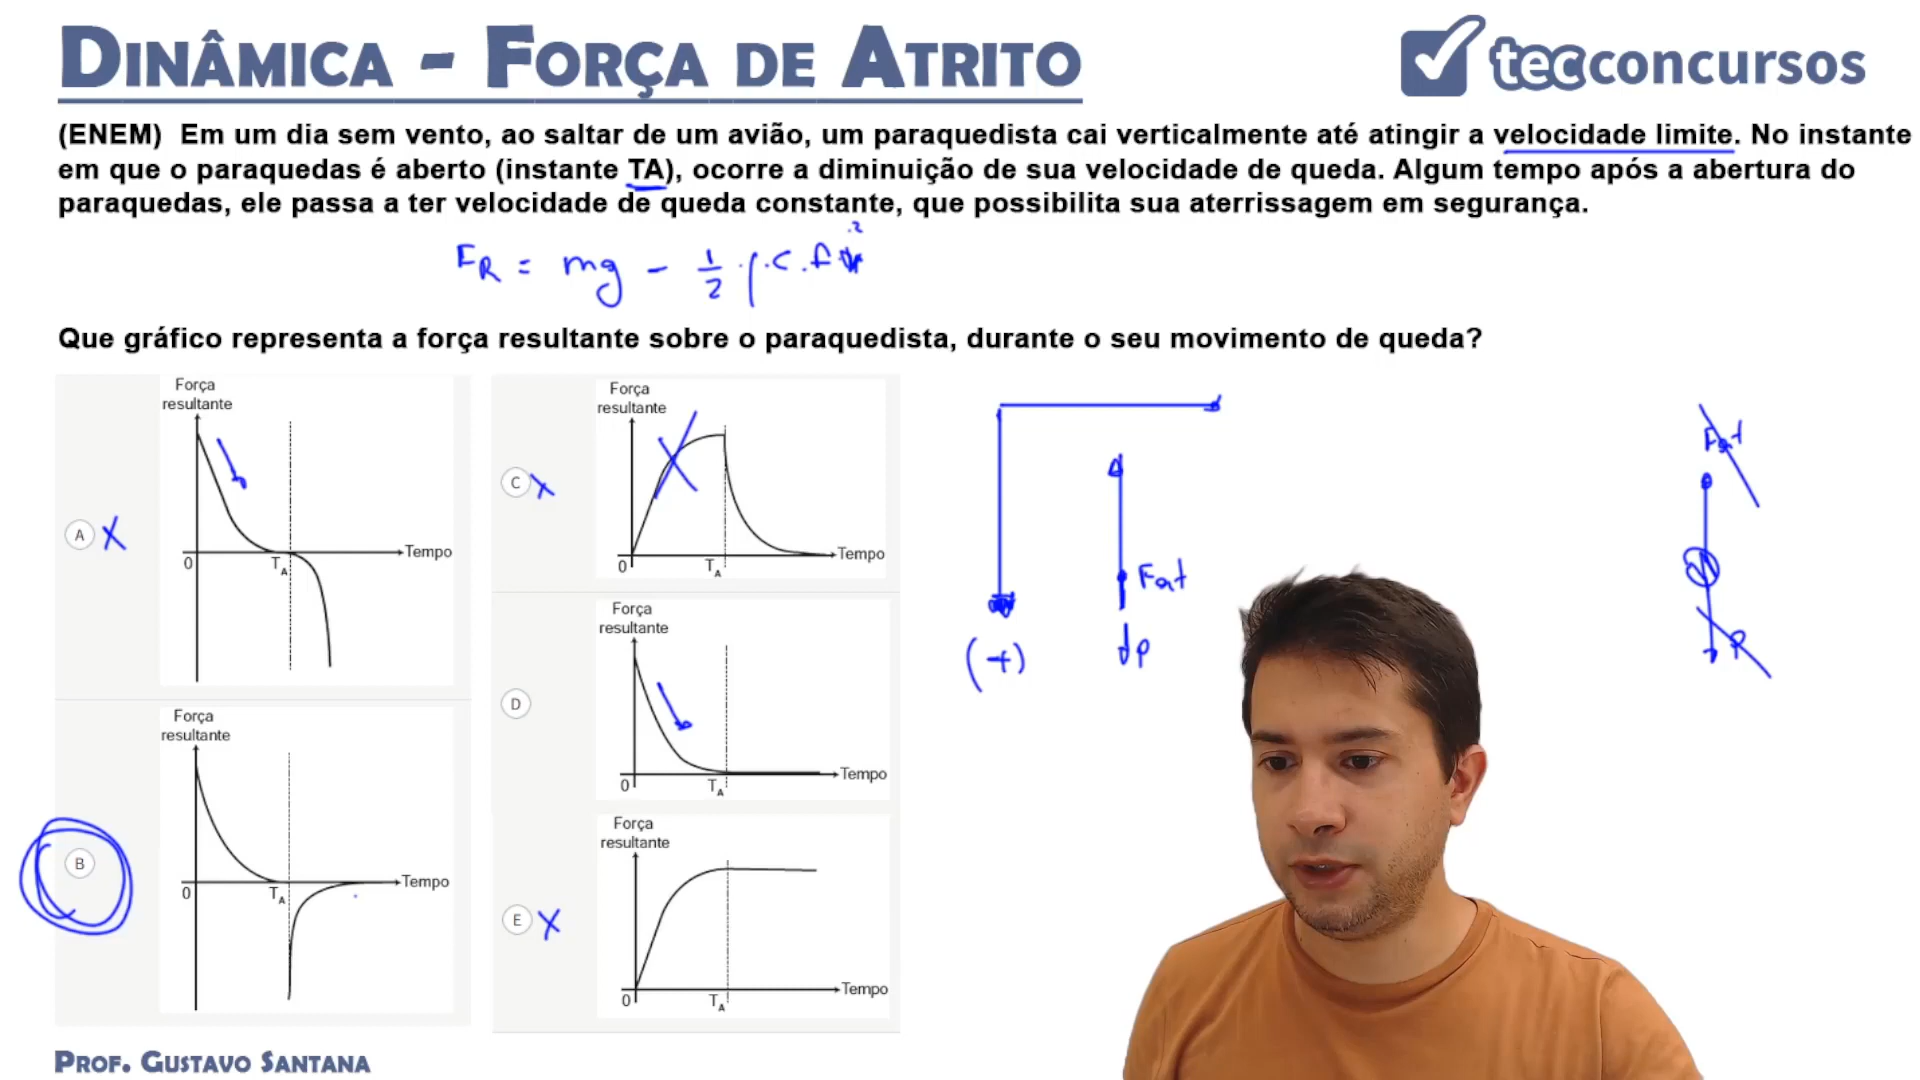 DINÂMICA - FORÇA DE ATRITO
tecconcursos
(ENEM) Em um dia sem vento, ao saltar de um avião, um paraquedista cai verticalmente até atingir a velocidade limite. No instante
em que o paraquedas é aberto (instante TA), ocorre a diminuição de sua velocidade de queda. Algum tempo após a abertura do
paraquedas, ele passa a ter velocidade de queda constante, que possibilita sua aterrissagem em segurança.
FR = mg - 1/2
Que gráfico representa a força resultante sobre o paraquedista, durante o seu movimento de queda?
A X
Força
resultante
0
TA
Tempo
B
Força
resultante
0
TA
Tempo
C X
Força
resultante
0
TA
Tempo
D
Força
resultante
0
TA
Tempo
E X
Força
resultante
0
TA
Tempo
Fat
P
(+)
Fat
P
PROF. GUSTAVO SANTANA